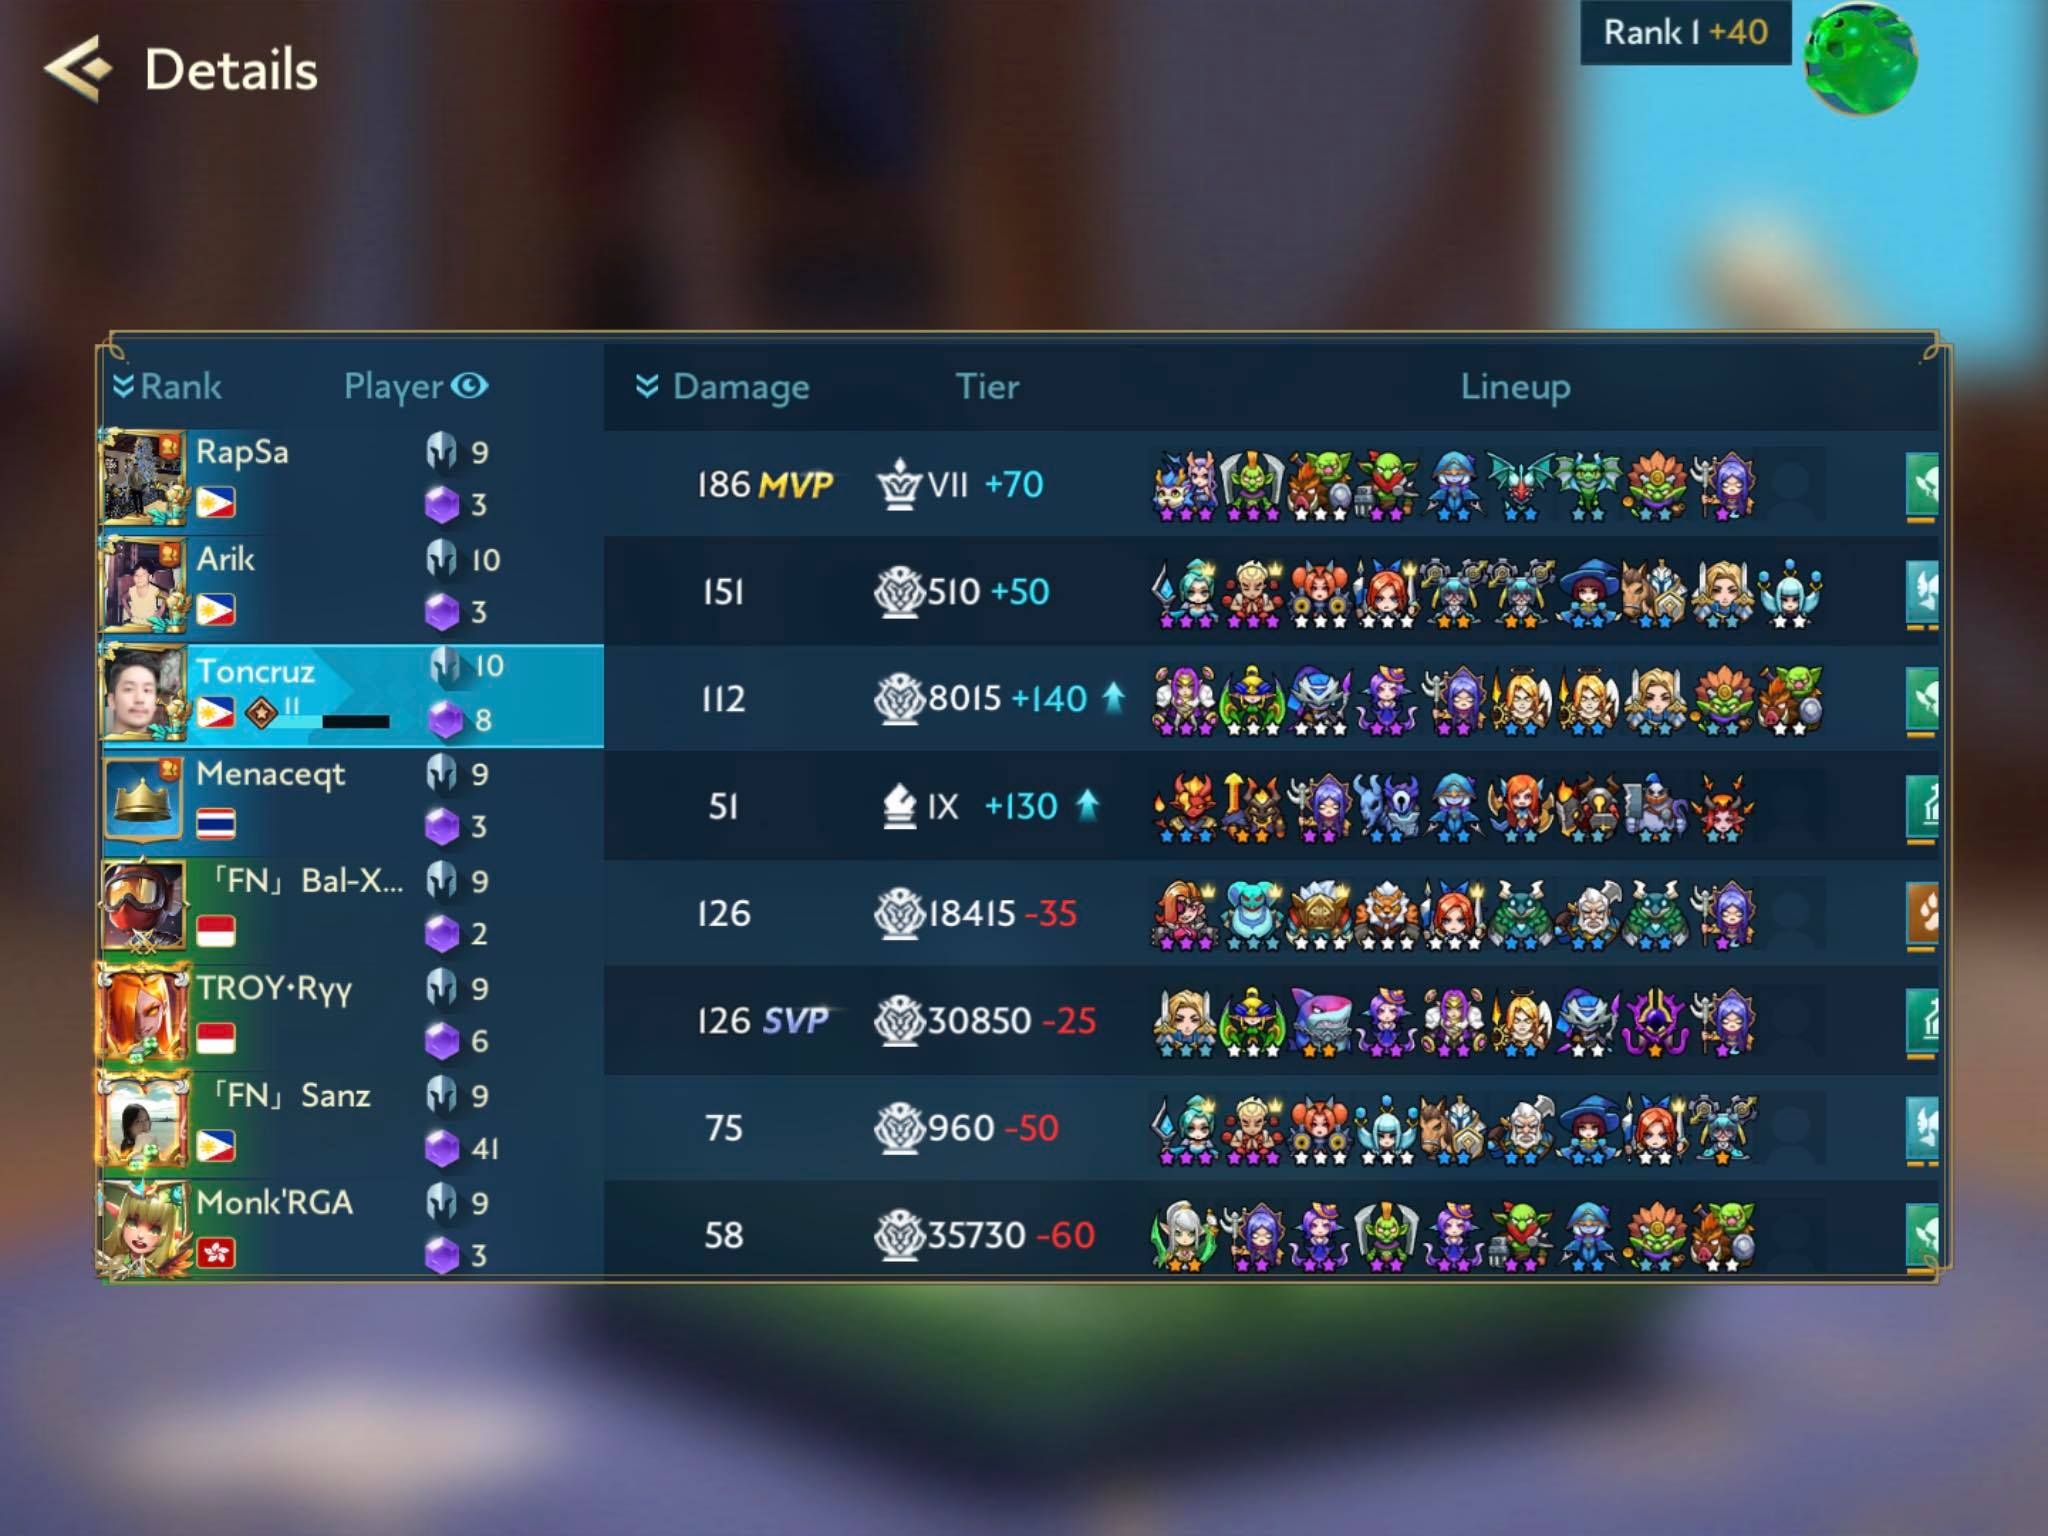 Details
Rank 1 +40
Rank Player Damage Tier Lineup
RapSa 9
3
186 MVP VII +70
Arik 10
3
151 510 +50
Toncruz 10
II 8
112 8015 +140
Menaceqt 9
3
51 IX +130
「FN」Bal-X... 9
2
126 18415 -35
TROY•Rγγ 9
6
126 SVP 30850 -25
「FN」Sanz 9
41
75 960 -50
Monk'RGA 9
3
58 35730 -60